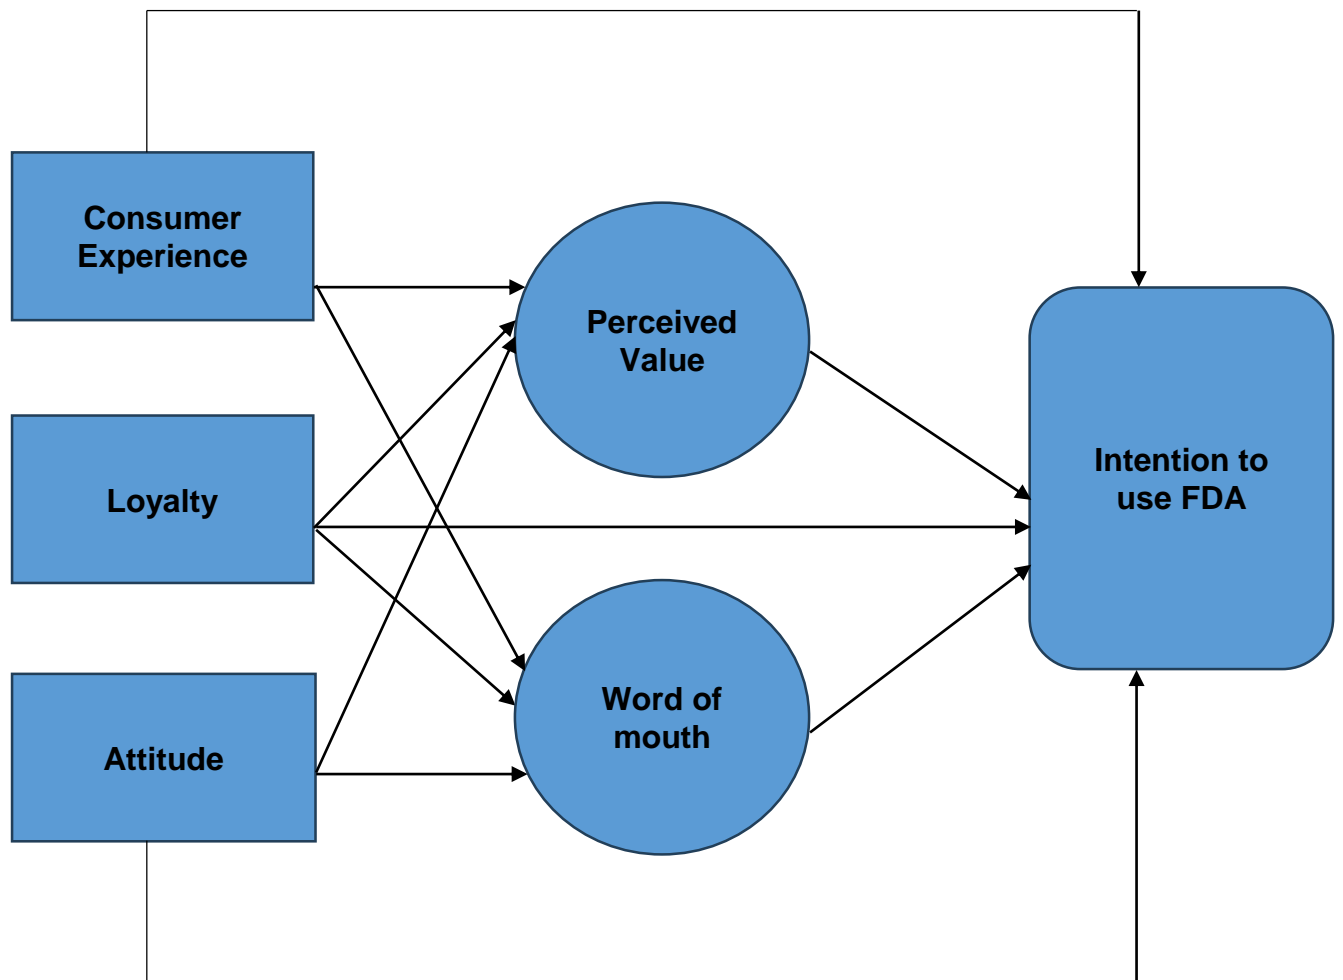 Consumer
Experience
Perceived
Value
Loyalty
Intention to
use FDA
Word of
mouth
Attitude